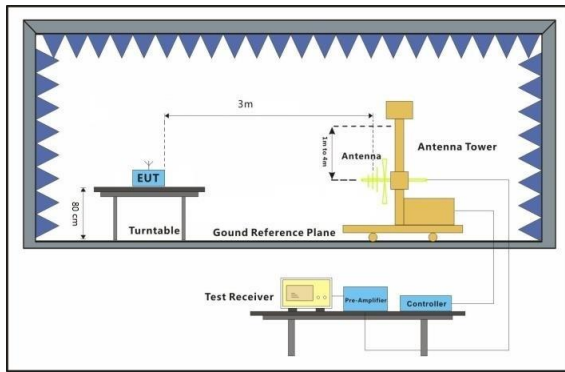 3m
1m to 4m
Antenna
Antenna Tower
EUT
80 cm
Turntable
Gound Reference Plane
Test Receiver
Pre-Amplifier
Controller